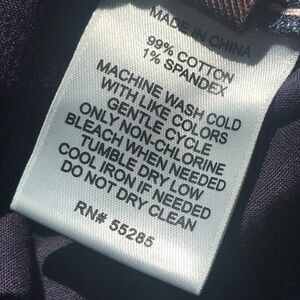 MADE IN CHINA
99% COTTON
1% SPANDEX
MACHINE WASH COLD
WITH LIKE COLORS
GENTLE CYCLE
ONLY NON-CHLORINE
BLEACH WHEN NEEDED
TUMBLE DRY LOW
COOL IRON IF NEEDED
DO NOT DRY CLEAN
RN# 55285